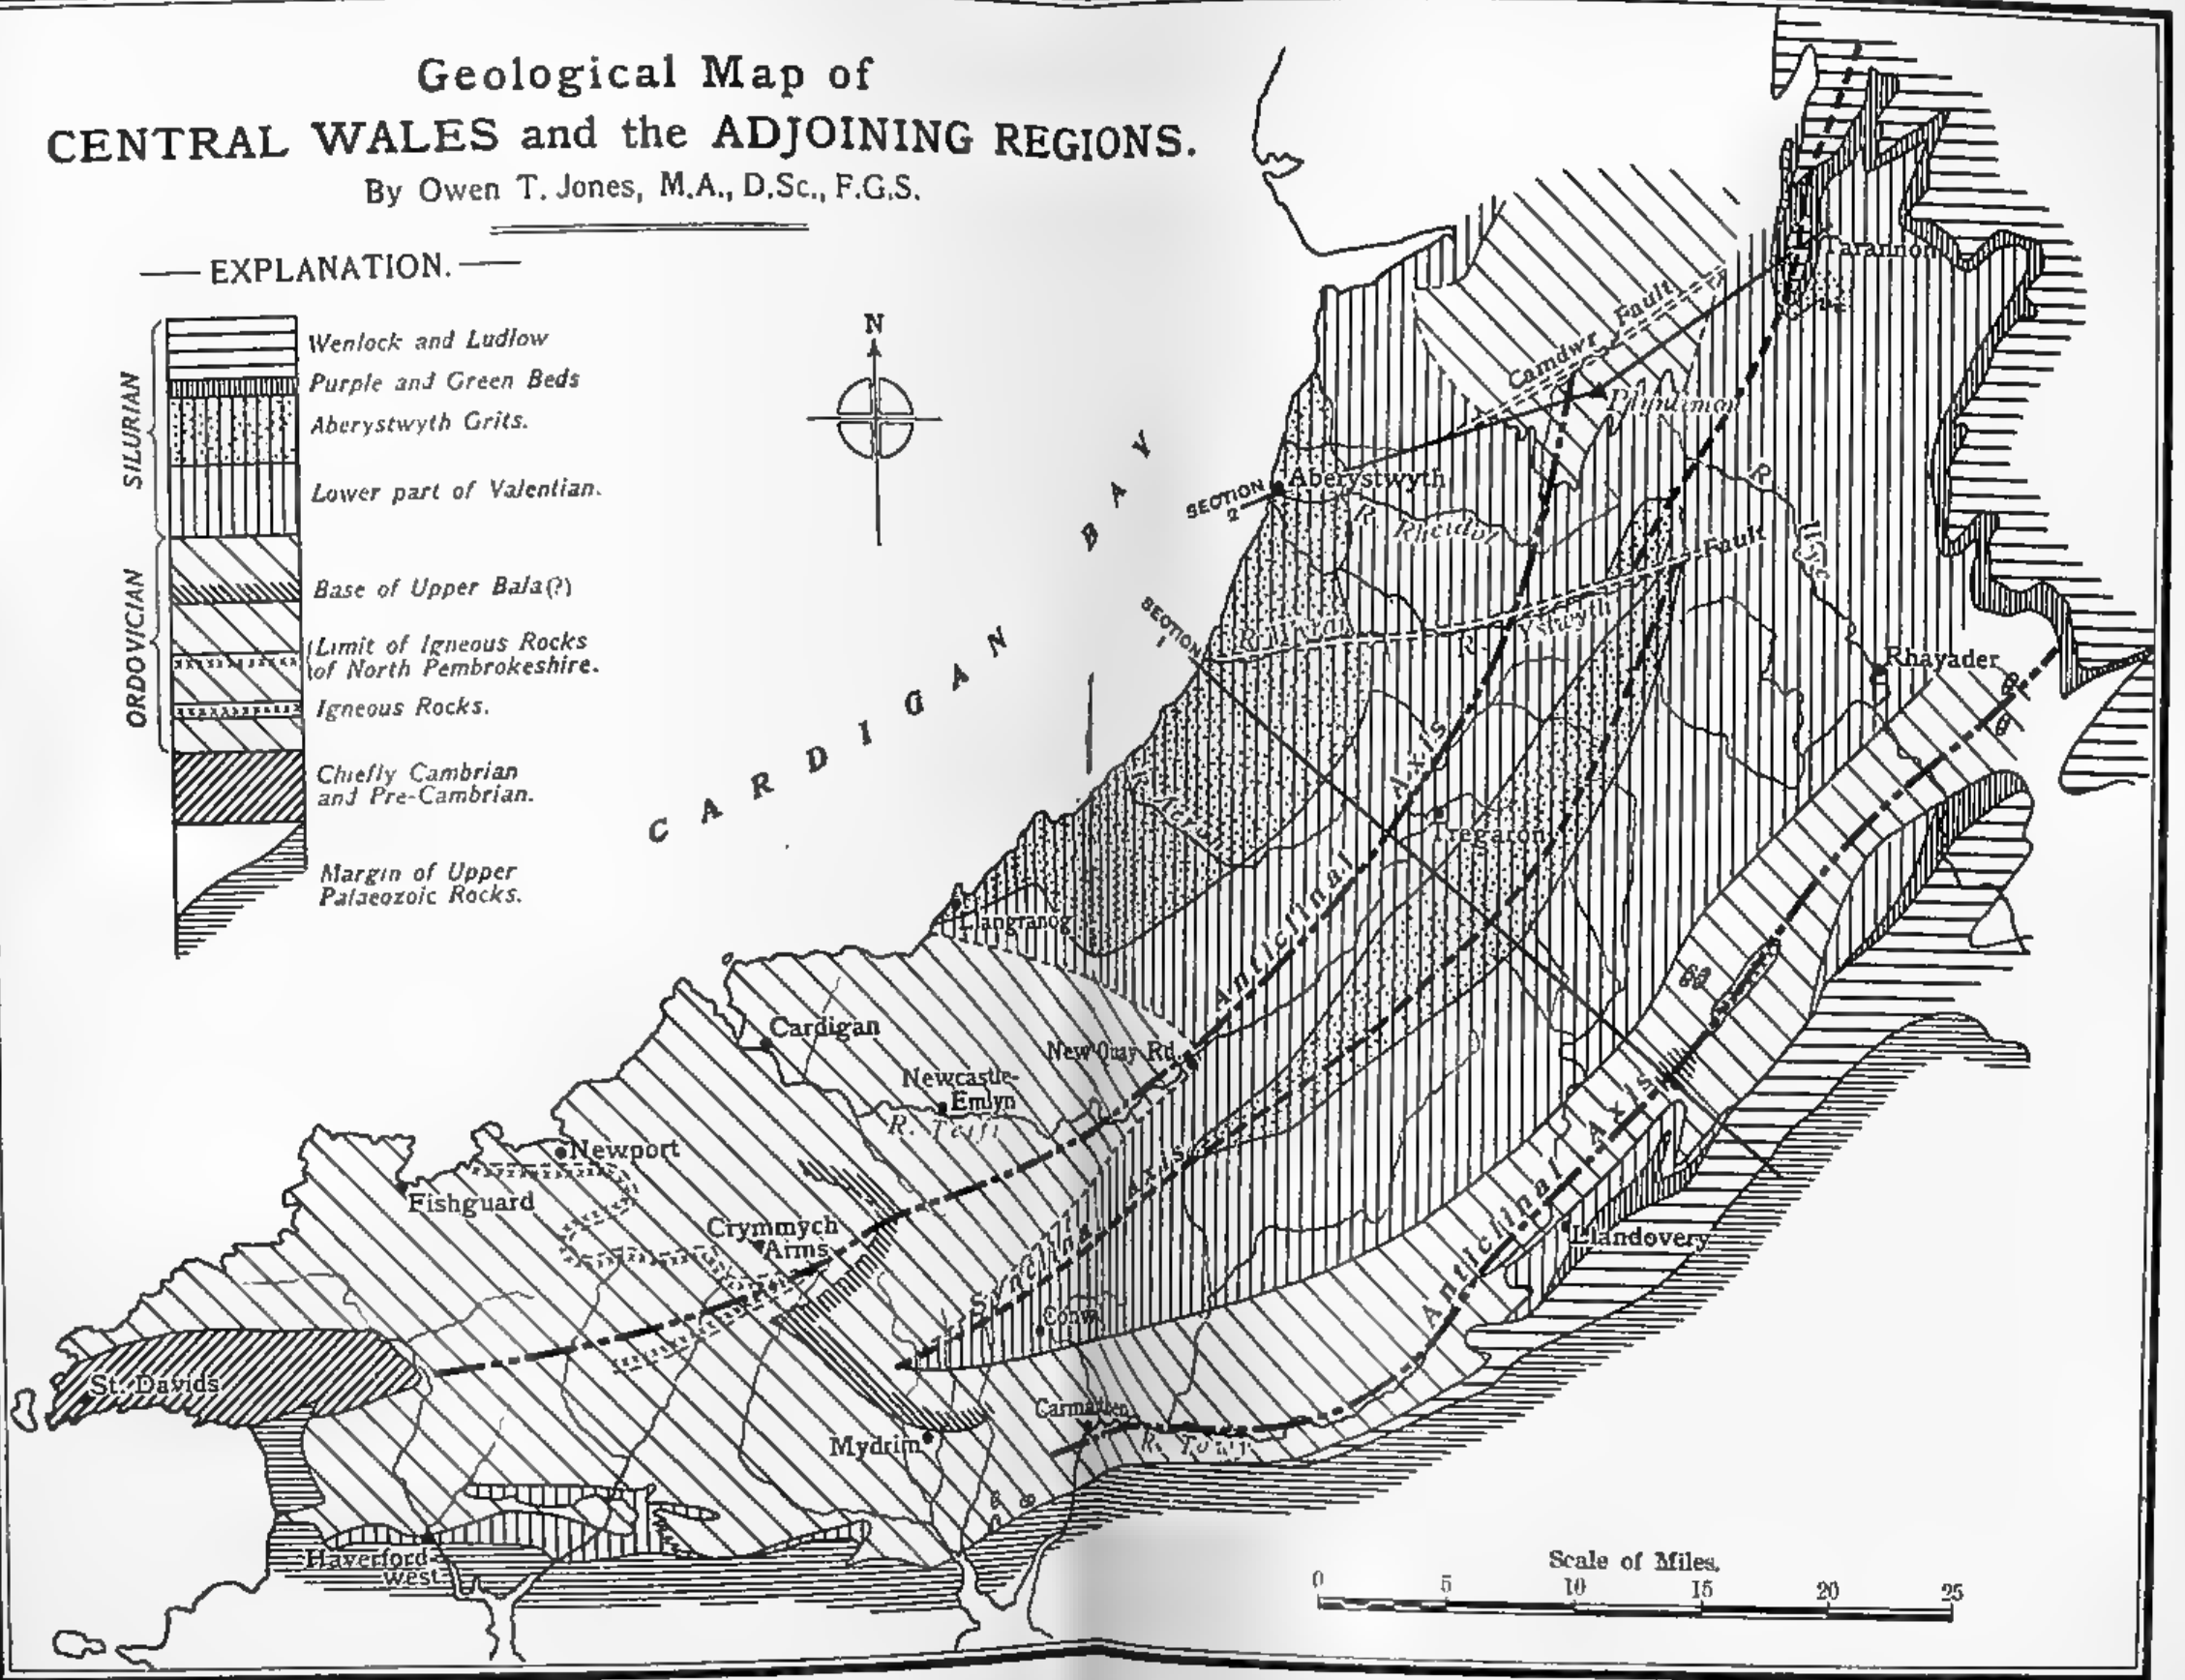 Geological Map of
CENTRAL WALES and the ADJOINING REGIONS.
By Owen T. Jones, M.A., D.Sc., F.G.S.
EXPLANATION.
SILURIAN
Wenlock and Ludlow
Purple and Green Beds
Aberystwyth Grits.
Lower part of Valentian.
ORDOVICIAN
Base of Upper Bala(?)
Limit of Igneous Rocks
of North Pembrokeshire.
Igneous Rocks.
Chiefly Cambrian
and Pre-Cambrian.
Margin of Upper
Palaeozoic Rocks.
N
CARDIGAN BAY
Tarannon
Camdwr Fault
Plynlimon
SECTION
2
Aberystwyth
R. Rheidol
R. Wye
Fault
SECTION
1
R. Ystwyth
Rhayader
Anticlinal Axis
Tregaron
Llangranog
Cardigan
New Quay Rd.
Newcastle-
Emlyn
R. Teifi
Newport
Fishguard
Crymmych
Arms
Synclinal Axis
Anticlinal Axis
Llandovery
Conwil
St. Davids
Carmarthen
R. Towy
Mydrim
Haverford-
west
Scale of Miles.
0 5 10 15 20 25